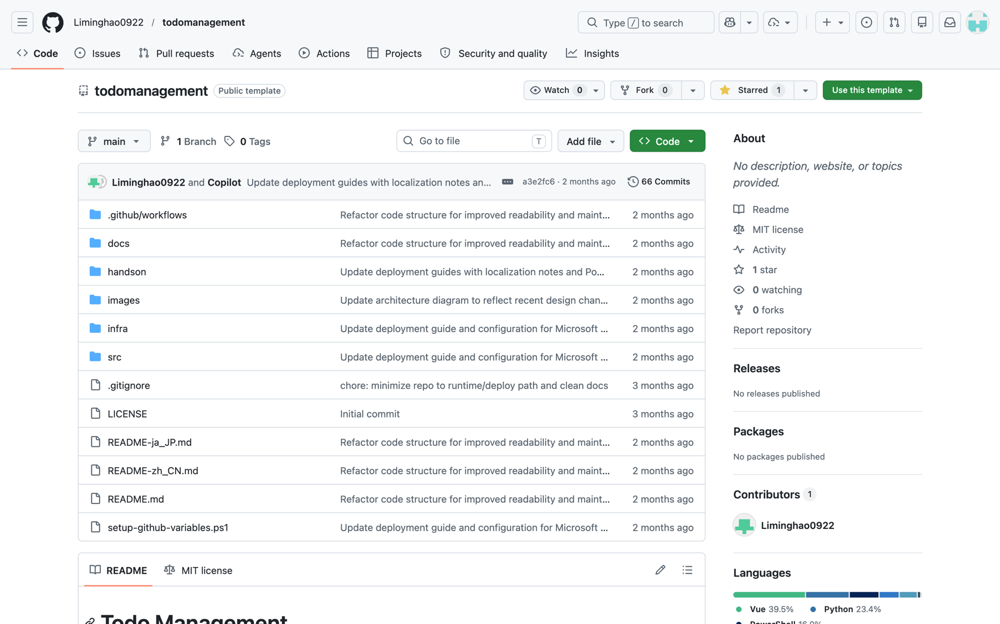 Liminghao0922 / todomanagement
Type / to search
Code
Issues
Pull requests
Agents
Actions
Projects
Security and quality
Insights
todomanagement Public template
Watch 0
Fork 0
Starred 1
Use this template
main
1 Branch
0 Tags
Go to file T
Add file
Code
Liminghao0922 and Copilot Update deployment guides with localization notes an... a3e2fc6 · 2 months ago 66 Commits
.github/workflows Refactor code structure for improved readability and maint... 2 months ago
docs Refactor code structure for improved readability and maint... 2 months ago
handson Update deployment guides with localization notes and Po... 2 months ago
images Update architecture diagram to reflect recent design chan... 2 months ago
infra Update deployment guide and configuration for Microsoft ... 2 months ago
src Update deployment guide and configuration for Microsoft ... 2 months ago
.gitignore chore: minimize repo to runtime/deploy path and clean docs 3 months ago
LICENSE Initial commit 3 months ago
README-ja_JP.md Refactor code structure for improved readability and maint... 2 months ago
README-zh_CN.md Refactor code structure for improved readability and maint... 2 months ago
README.md Refactor code structure for improved readability and maint... 2 months ago
setup-github-variables.ps1 Update deployment guide and configuration for Microsoft ... 2 months ago
README
MIT license
Todo Management
About
No description, website, or topics
provided.
Readme
MIT license
Activity
1 star
0 watching
0 forks
Report repository
Releases
No releases published
Packages
No packages published
Contributors 1
Liminghao0922
Languages
Vue 39.5% Python 23.4%
PowerShell 16.0%